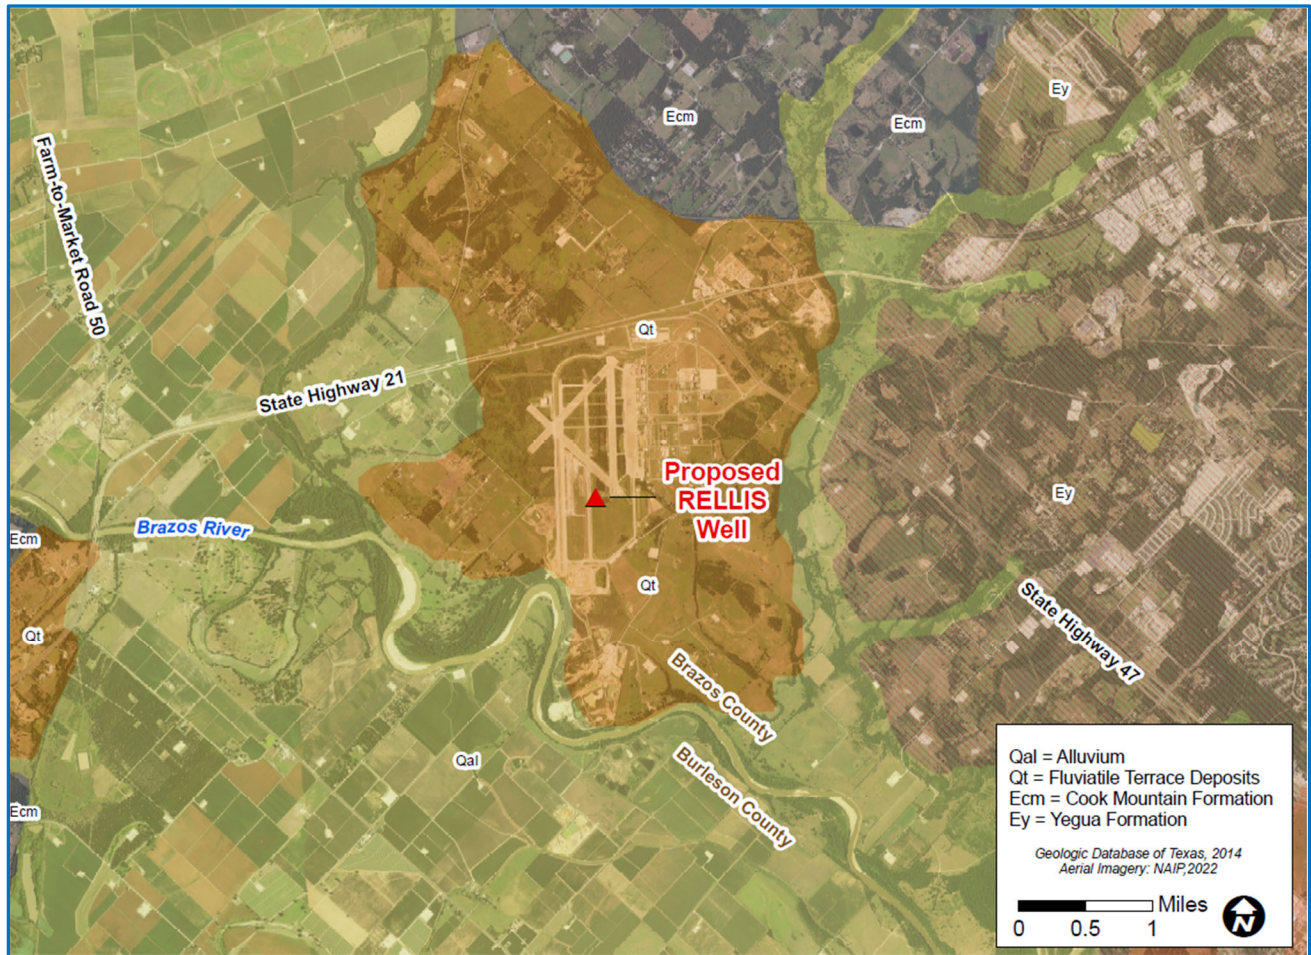 Ecm
Ey
Ecm
Farm-to-Market Road 50
Qt
State Highway 21
Proposed
RELLIS
Well
Ey
Brazos River
Ecm
Qt
State Highway 47
Qt
Brazos County
Qal
Burleson County
Ecm
Qal = Alluvium
Qt = Fluviatile Terrace Deposits
Ecm = Cook Mountain Formation
Ey = Yegua Formation
Geologic Database of Texas, 2014
Aerial Imagery: NAIP,2022
Miles
0 0.5 1
N